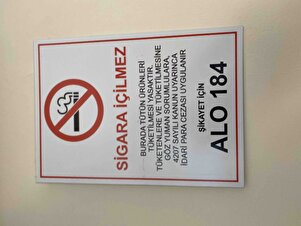 SİGARA İÇİLMEZ
BURADA TÜTÜN ÜRÜNLERİ
TÜKETİLMESİ YASAKTIR.
TÜKETENLERE VE TÜKETİLMESİNE
GÖZ YUMAN SORUMLULARA,
4207 SAYILI KANUN UYARINCA
İDARİ PARA CEZASI UYGULANIR
ŞİKAYET İÇİN
ALO 184